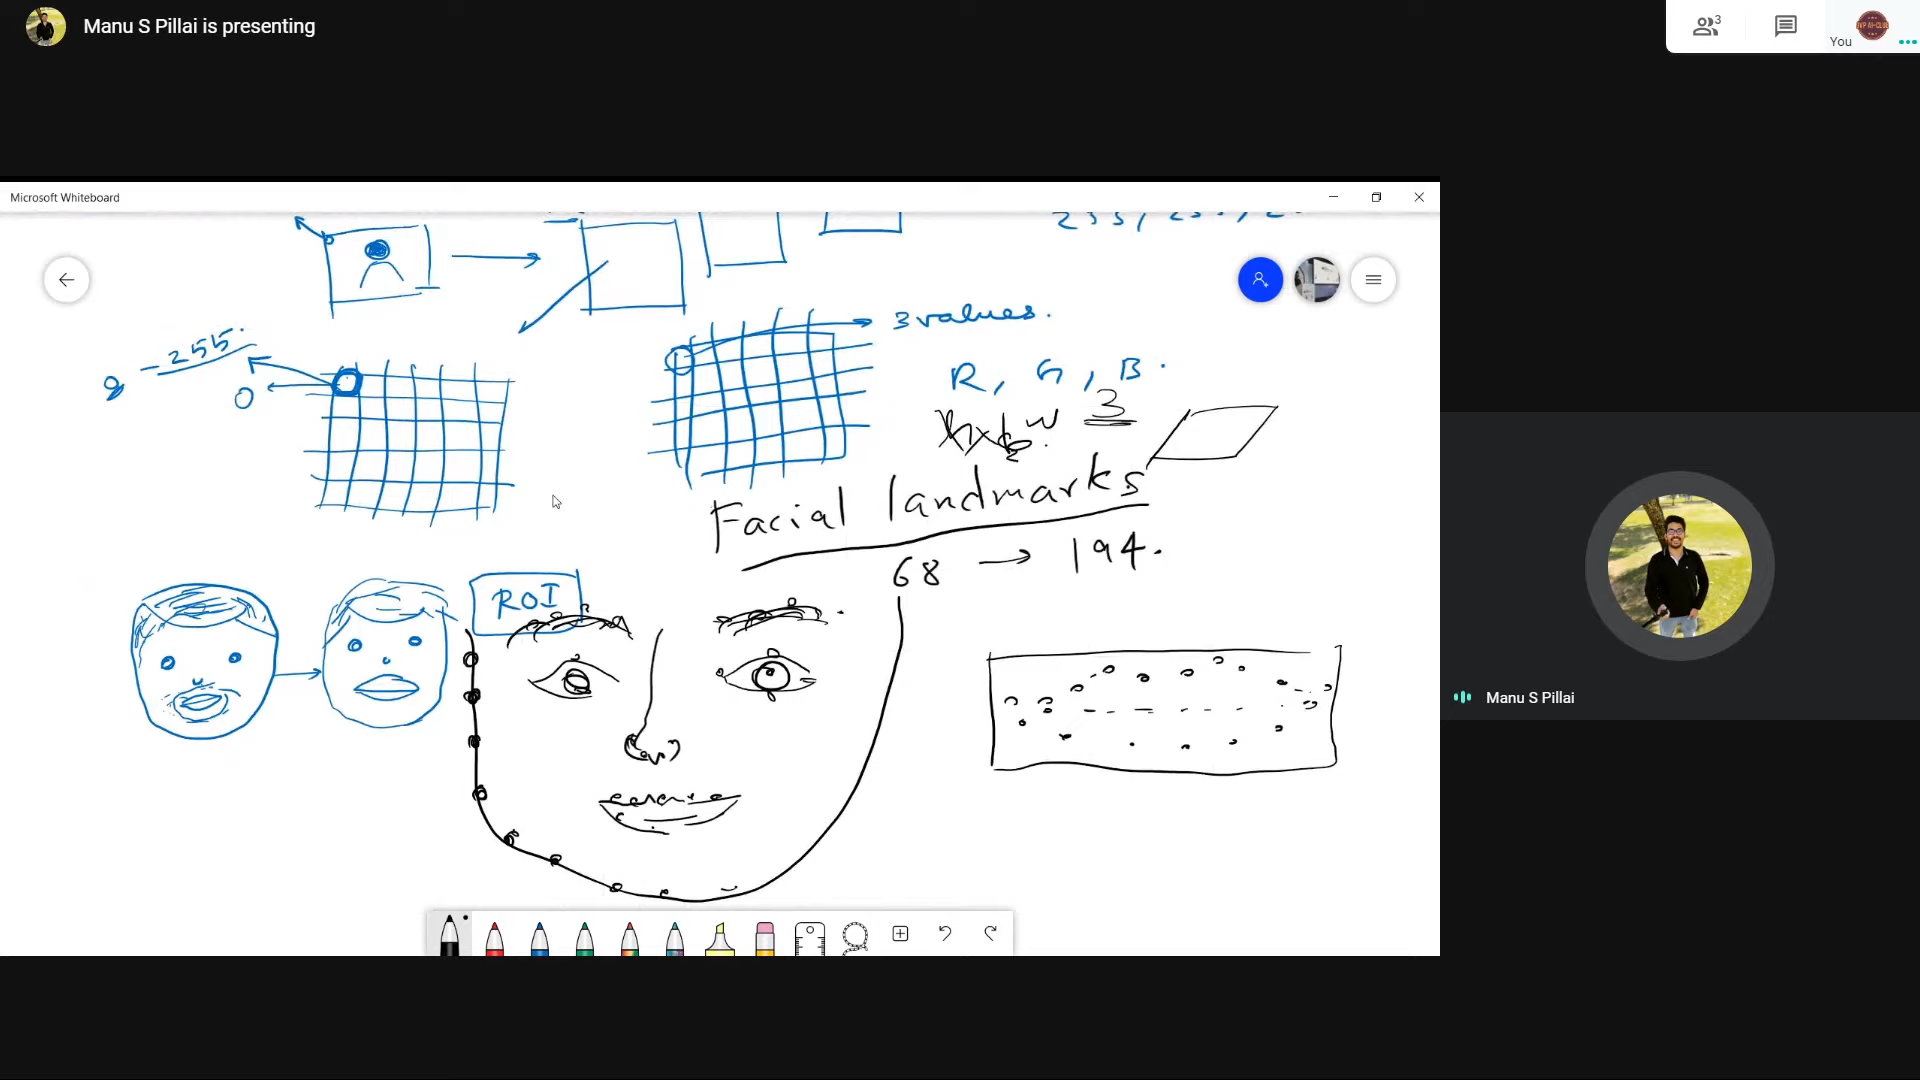 Manu S Pillai is presenting
3
You
Microsoft Whiteboard
3 values.
255.
0
R, G, B.
3
Facial landmarks
68 → 194.
ROI
Manu S Pillai